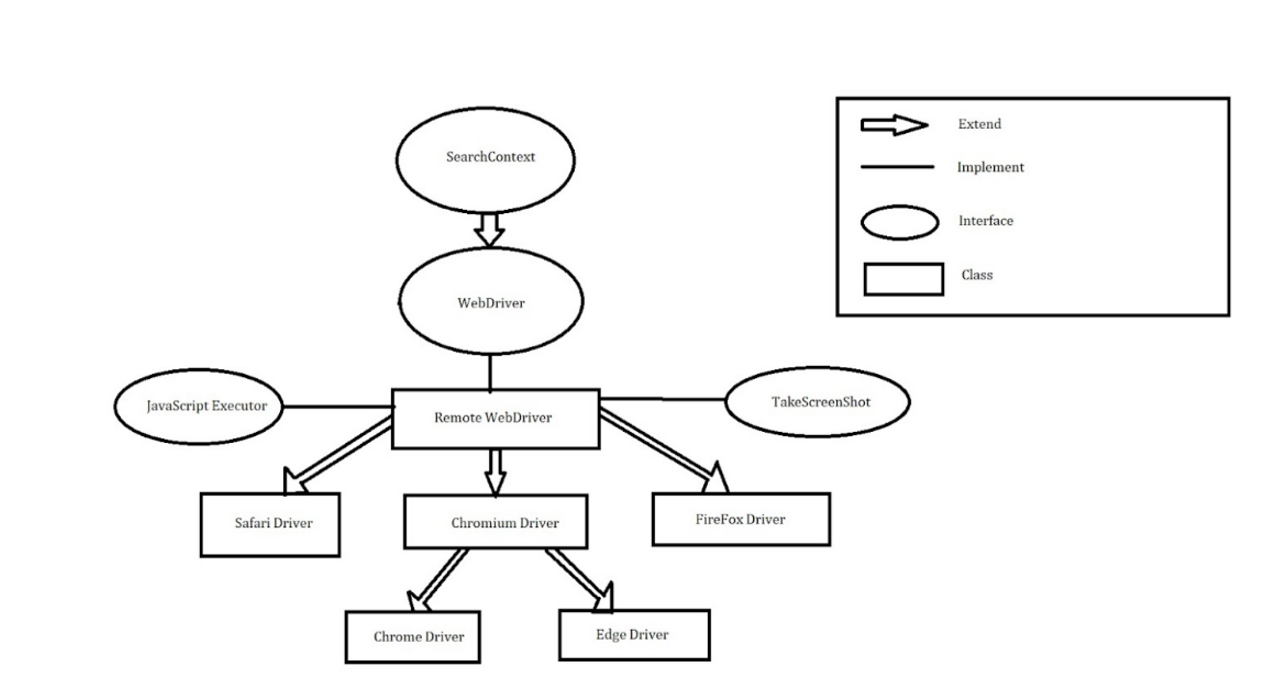 SearchContext
Extend
Implement
Interface
Class
WebDriver
JavaScript Executor
Remote WebDriver
TakeScreenShot
Safari Driver
Chromium Driver
FireFox Driver
Chrome Driver
Edge Driver